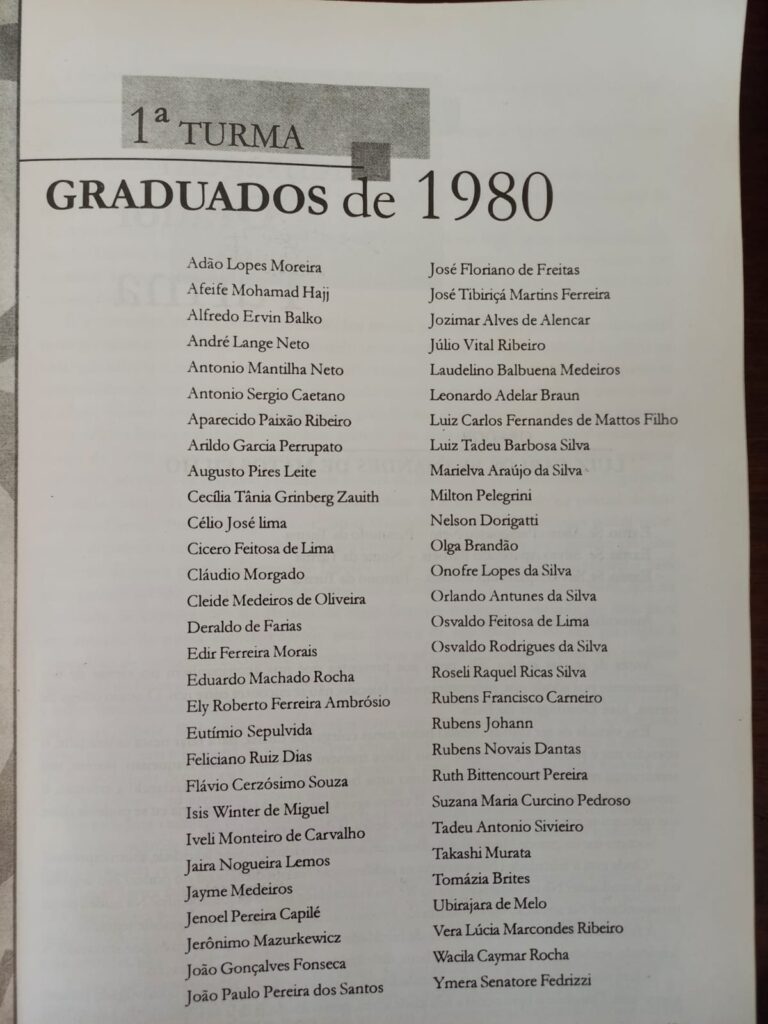 1ª TURMA
GRADUADOS de 1980
Adão Lopes Moreira
Afeife Mohamad Hajj
Alfredo Ervin Balko
André Lange Neto
Antonio Mantilha Neto
Antonio Sergio Caetano
Aparecido Paixão Ribeiro
Arildo Garcia Perrupato
Augusto Pires Leite
Cecília Tânia Grinberg Zauith
Célio José lima
Cicero Feitosa de Lima
Cláudio Morgado
Cleide Medeiros de Oliveira
Deraldo de Farias
Edir Ferreira Morais
Eduardo Machado Rocha
Ely Roberto Ferreira Ambrósio
Eutímio Sepulvida
Feliciano Ruiz Dias
Flávio Cerzósimo Souza
Isis Winter de Miguel
Iveli Monteiro de Carvalho
Jaira Nogueira Lemos
Jayme Medeiros
Jenoel Pereira Capilé
Jerônimo Mazurkewicz
João Gonçalves Fonseca
João Paulo Pereira dos Santos
José Floriano de Freitas
José Tibiriçá Martins Ferreira
Jozimar Alves de Alencar
Júlio Vital Ribeiro
Laudelino Balbuena Medeiros
Leonardo Adelar Braun
Luiz Carlos Fernandes de Mattos Filho
Luiz Tadeu Barbosa Silva
Marielva Araújo da Silva
Milton Pelegrini
Nelson Dorigatti
Olga Brandão
Onofre Lopes da Silva
Orlando Antunes da Silva
Osvaldo Feitosa de Lima
Osvaldo Rodrigues da Silva
Roseli Raquel Ricas Silva
Rubens Francisco Carneiro
Rubens Johann
Rubens Novais Dantas
Ruth Bittencourt Pereira
Suzana Maria Curcino Pedroso
Tadeu Antonio Sivieiro
Takashi Murata
Tomázia Brites
Ubirajara de Melo
Vera Lúcia Marcondes Ribeiro
Wacila Caymar Rocha
Ymera Senatore Fedrizzi